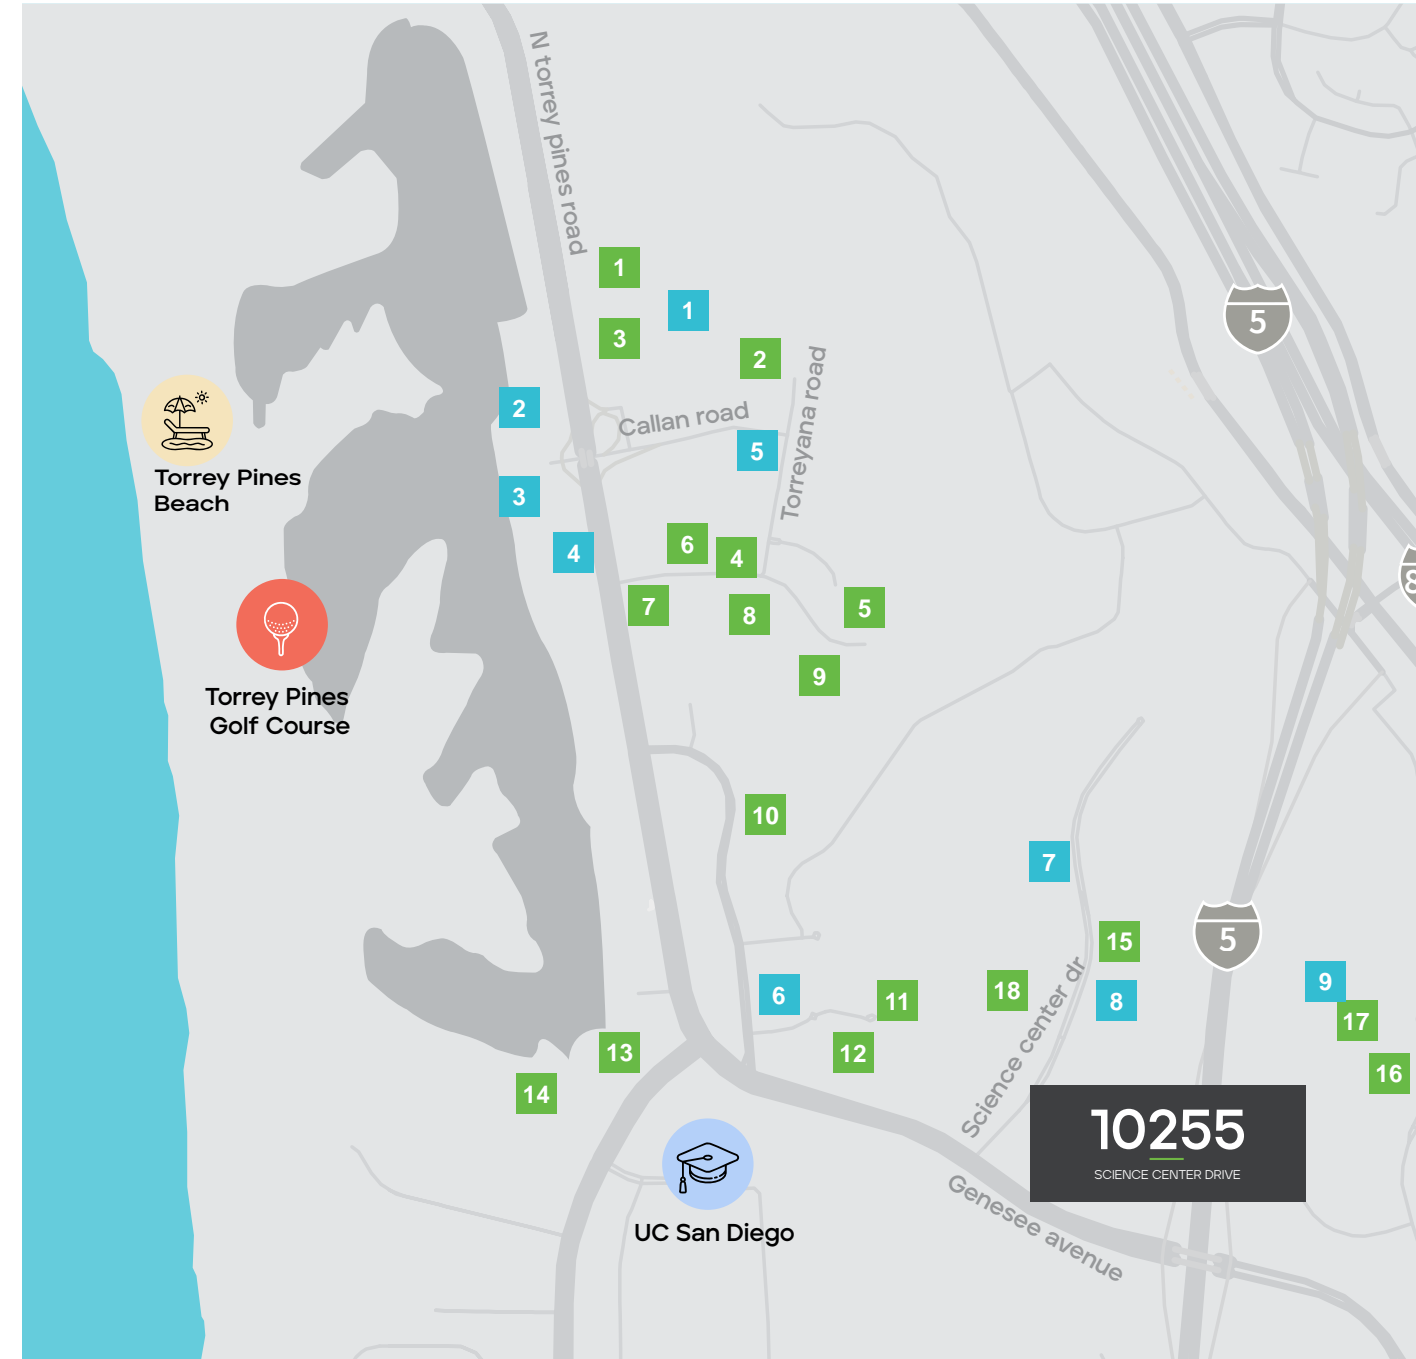 N torrey pines road
1
1
3
2
5
2
Callan road
Torreyana road
5
3
4
6
4
Torrey Pines
Beach
7
8
5
8
9
Torrey Pines
Golf Course
10
7
15
5
Science center dr
6
11
18
8
9
17
13
12
14
16
10255
SCIENCE CENTER DRIVE
UC San Diego
Genesee avenue